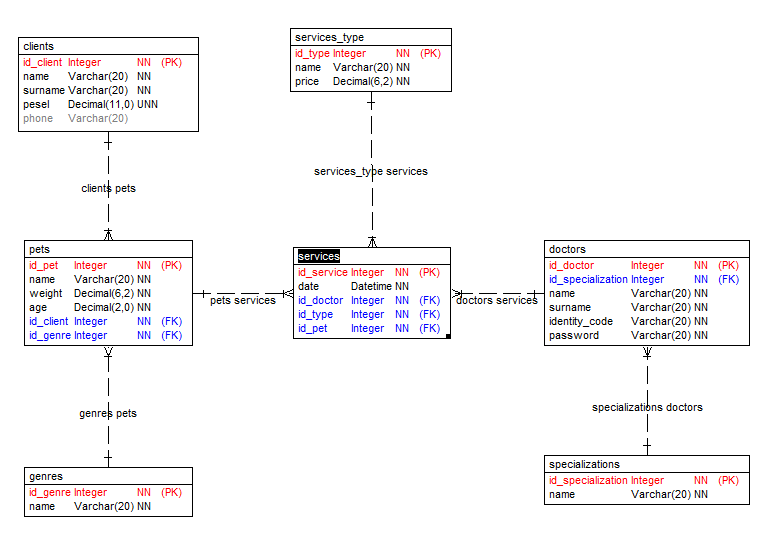 clients
id_client Integer NN (PK)
name Varchar(20) NN
surname Varchar(20) NN
pesel Decimal(11,0) UNN
phone Varchar(20)
services_type
id_type Integer NN (PK)
name Varchar(20) NN
price Decimal(6,2) NN
clients pets
services_type services
pets
id_pet Integer NN (PK)
name Varchar(20) NN
weight Decimal(6,2) NN
age Decimal(2,0) NN
id_client Integer NN (FK)
id_genre Integer NN (FK)
pets services
services
id_service Integer NN (PK)
date Datetime NN
id_doctor Integer NN (FK)
id_type Integer NN (FK)
id_pet Integer NN (FK)
doctors services
doctors
id_doctor Integer NN (PK)
id_specialization Integer NN (FK)
name Varchar(20) NN
surname Varchar(20) NN
identity_code Varchar(20) NN
password Varchar(20) NN
genres pets
specializations doctors
genres
id_genre Integer NN (PK)
name Varchar(20) NN
specializations
id_specialization Integer NN (PK)
name Varchar(20) NN